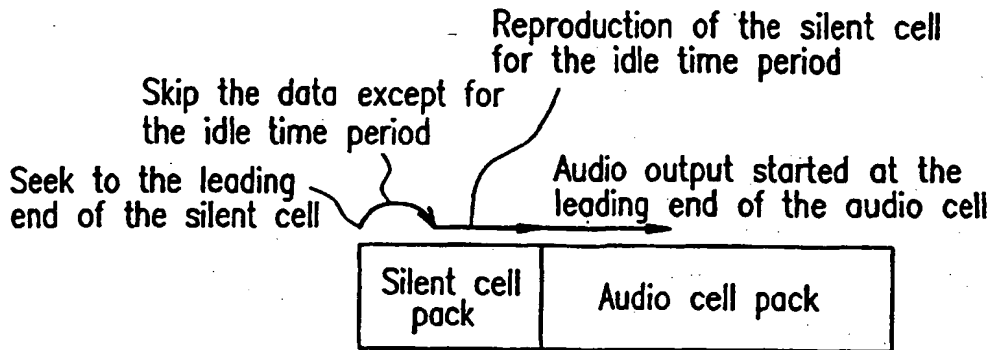 Reproduction of the silent cell
for the idle time period
Skip the data except for
the idle time period
Seek to the leading
end of the silent cell
Audio output started at the
leading end of the audio cell
Silent cell
pack
Audio cell pack